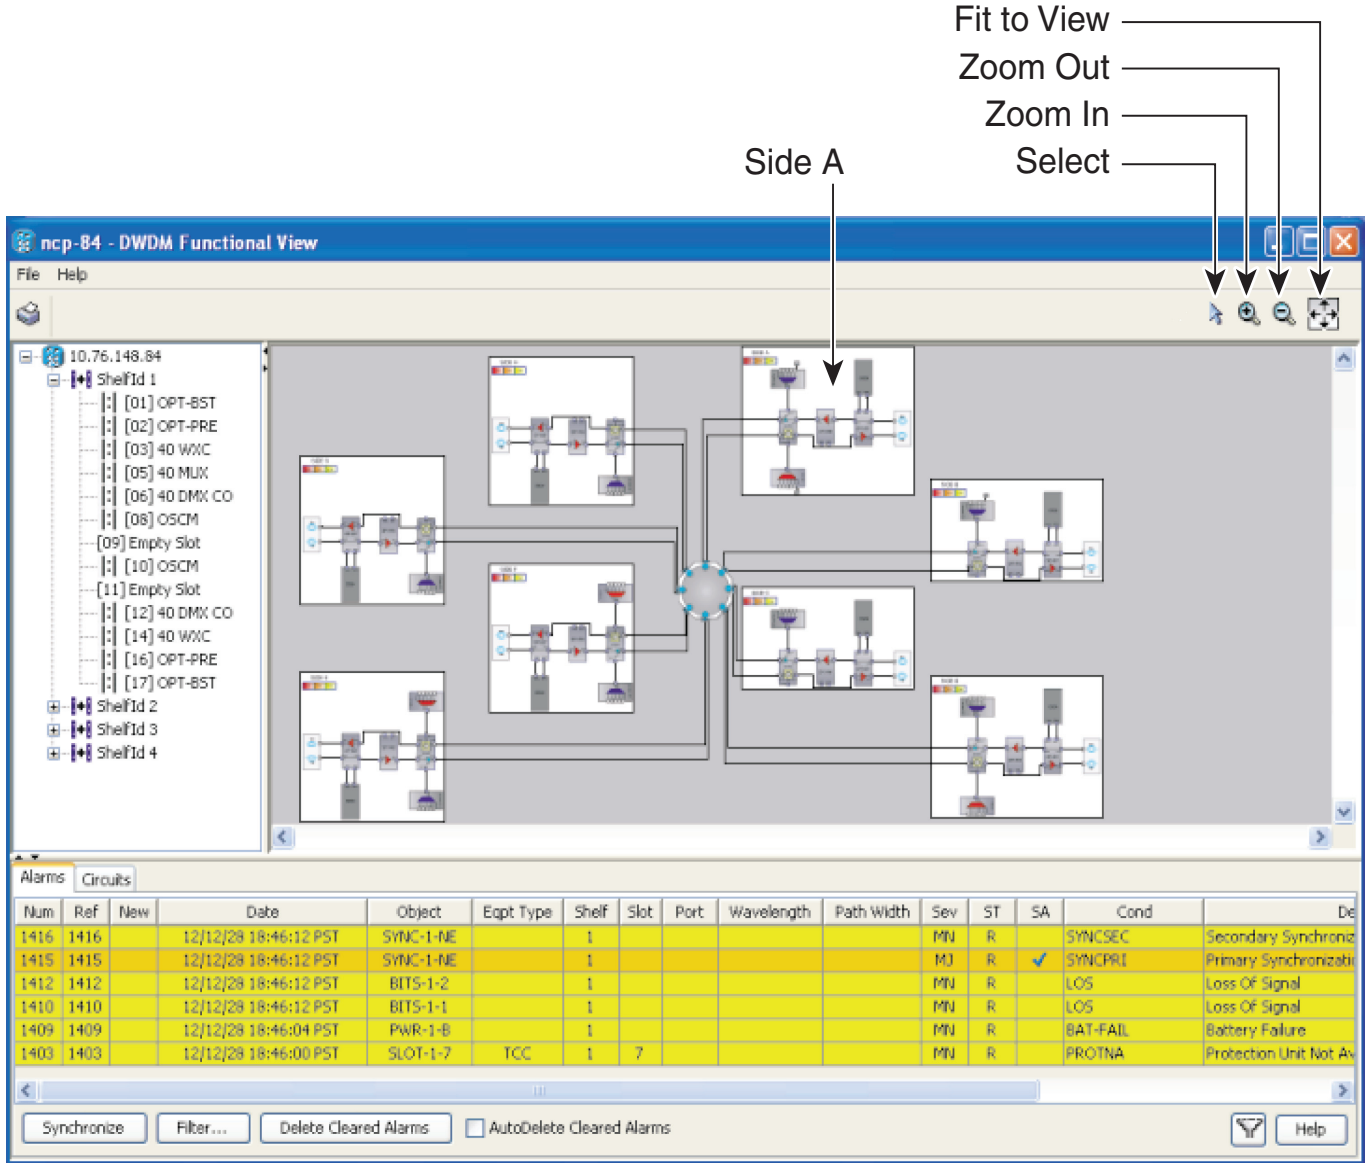 Fit to View
Zoom Out
Zoom In
Select
Side A
ncp-84 - DWDM Functional View
File Help
10.76.148.84
ShelfId 1
[01] OPT-BST
[02] OPT-PRE
[03] 40 WXC
[05] 40 MUX
[06] 40 DMX CO
[08] OSCM
[09] Empty Slot
[10] OSCM
[11] Empty Slot
[12] 40 DMX CO
[14] 40 WXC
[16] OPT-PRE
[17] OPT-BST
ShelfId 2
ShelfId 3
ShelfId 4
Alarms Circuits
Num Ref New Date Object Eqpt Type Shelf Slot Port Wavelength Path Width Sev ST SA Cond De
1416 1416 12/12/28 18:46:12 PST SYNC-1-NE 1 MN R SYNCSEC Secondary Synchroniz
1415 1415 12/12/28 18:46:12 PST SYNC-1-NE 1 MJ R SYNCPRI Primary Synchronizati
1412 1412 12/12/28 18:46:12 PST BITS-1-2 1 MN R LOS Loss Of Signal
1410 1410 12/12/28 18:46:12 PST BITS-1-1 1 MN R LOS Loss Of Signal
1409 1409 12/12/28 18:46:04 PST PWR-1-B 1 MN R BAT-FAIL Battery Failure
1403 1403 12/12/28 18:46:00 PST SLOT-1-7 TCC 1 7 MN R PROTNA Protection Unit Not Av
Synchronize Filter... Delete Cleared Alarms AutoDelete Cleared Alarms Help